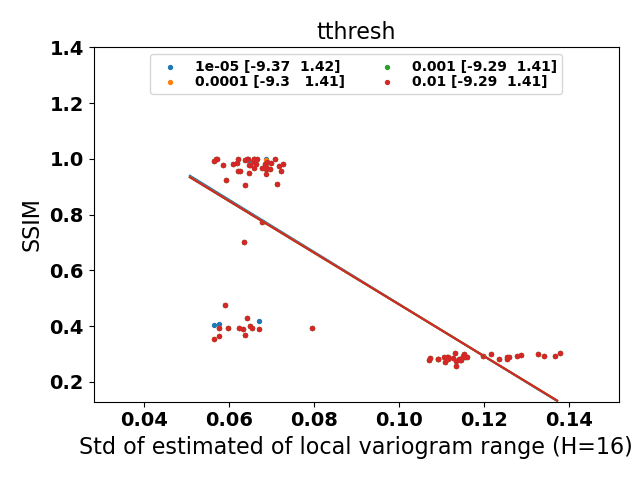 tthresh
1e-05 [-9.37  1.42]
0.0001 [-9.3   1.41]
0.001 [-9.29  1.41]
0.01 [-9.29  1.41]
SSIM
1.4
1.2
1.0
0.8
0.6
0.4
0.2
0.04 0.06 0.08 0.10 0.12 0.14
Std of estimated of local variogram range (H=16)